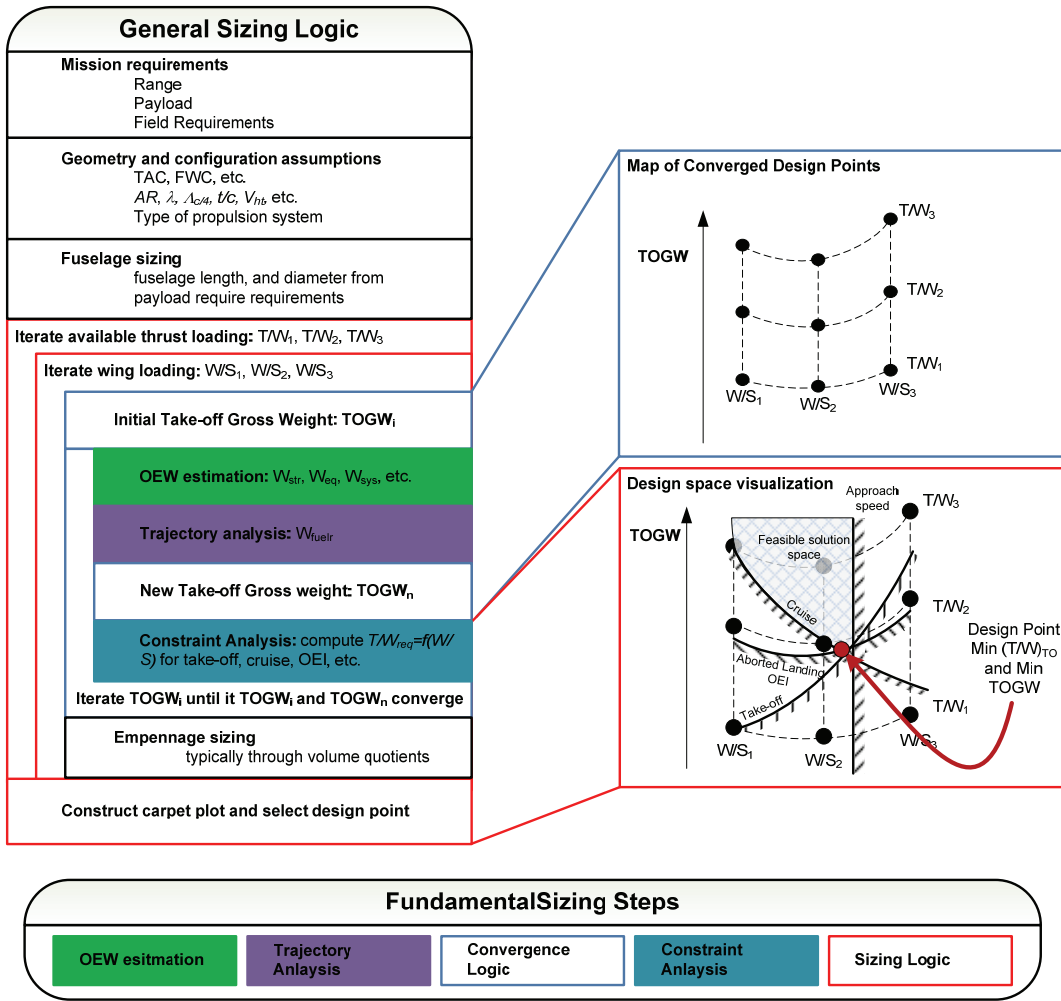 General Sizing Logic
Mission requirements
Range
Payload
Field Requirements
Geometry and configuration assumptions
TAC, FWC, etc.
AR, λ, Λc/4, t/c, Vht, etc.
Type of propulsion system
Fuselage sizing
fuselage length, and diameter from
payload require requirements
Iterate available thrust loading: T/W1, T/W2, T/W3
Iterate wing loading: W/S1, W/S2, W/S3
Initial Take-off Gross Weight: TOGWi
OEW estimation: Wstr, Weq, Wsys, etc.
Trajectory analysis: Wfuelr
New Take-off Gross weight: TOGWn
Constraint Analysis: compute T/Wreq=f(W/
S) for take-off, cruise, OEI, etc.
Iterate TOGWi until it TOGWi and TOGWn converge
Empennage sizing
typically through volume quotients
Construct carpet plot and select design point
Map of Converged Design Points
TOGW
T/W3
T/W2
T/W1
W/S1
W/S2
W/S3
Design space visualization
TOGW
Approach
speed
T/W3
Feasible solution
space
Cruise
T/W2
Aborted Landing
OEI
Take-off
T/W1
W/S1
W/S2
W/S3
Design Point
Min (T/W)TO
and Min
TOGW
FundamentalSizing Steps
OEW esitmation
Trajectory
Anlaysis
Convergence
Logic
Constraint
Anlaysis
Sizing Logic